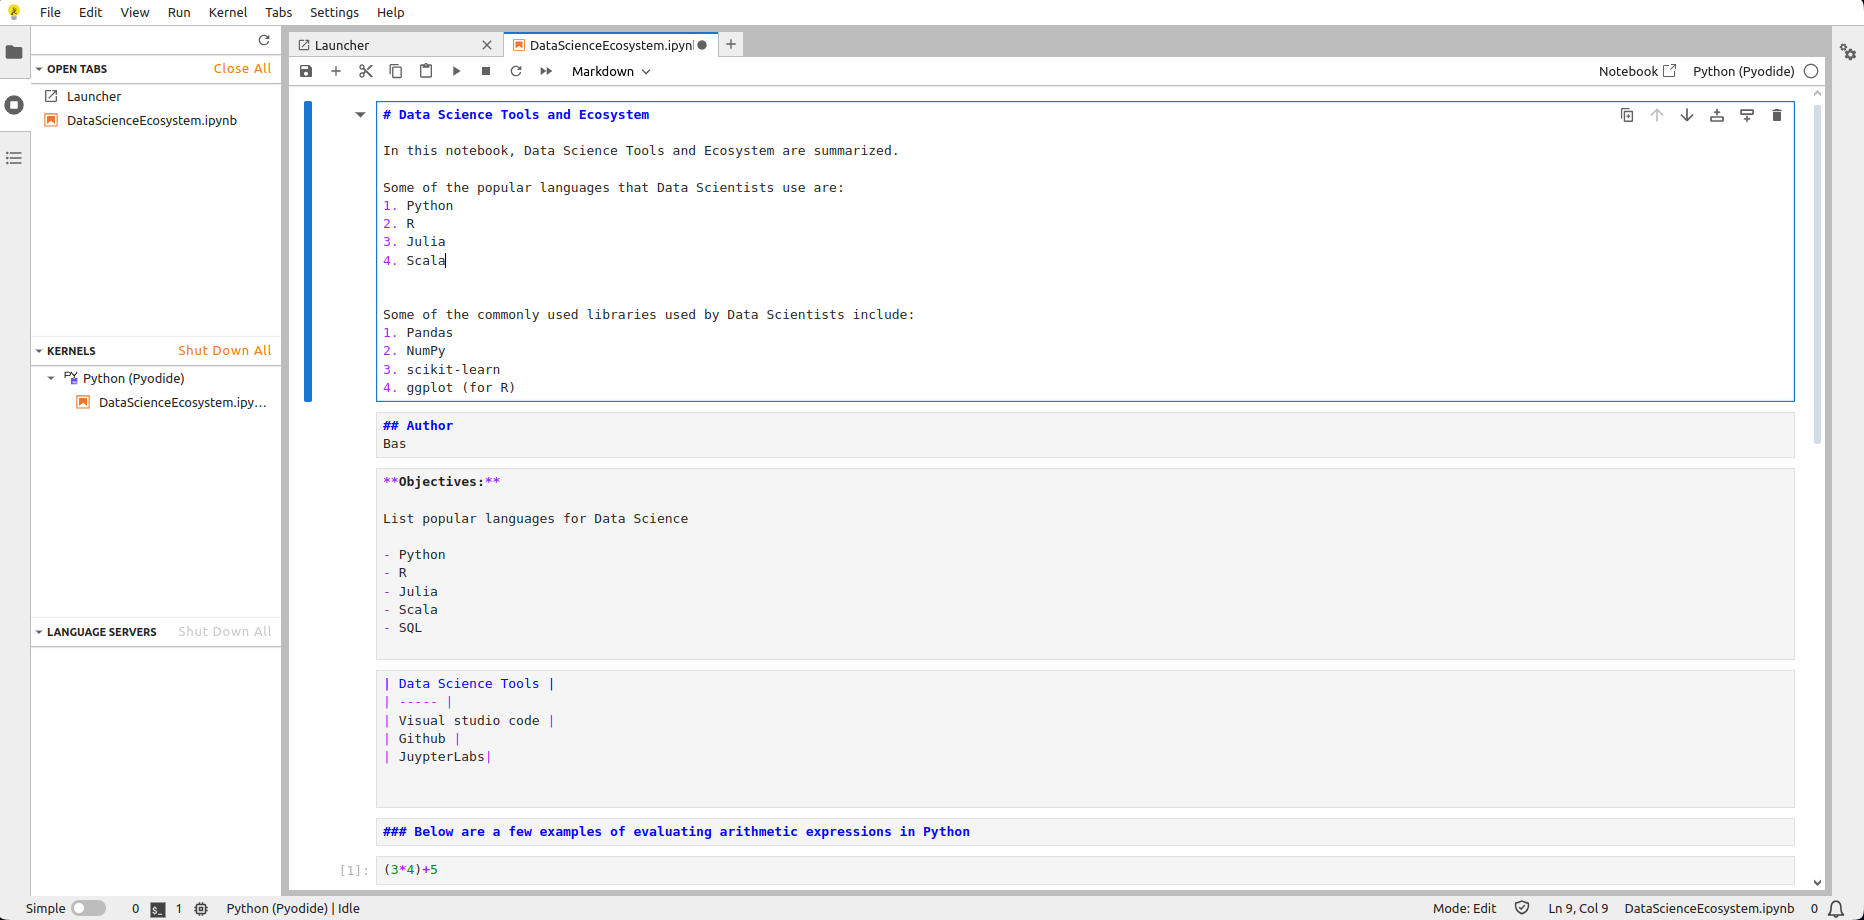 File Edit View Run Kernel Tabs Settings Help
OPEN TABS Close All
Launcher
DataScienceEcosystem.ipynb
KERNELS Shut Down All
Python (Pyodide)
DataScienceEcosystem.ipy...
LANGUAGE SERVERS Shut Down All
Launcher DataScienceEcosystem.ipynb
Markdown Notebook Python (Pyodide)
# Data Science Tools and Ecosystem
In this notebook, Data Science Tools and Ecosystem are summarized.
Some of the popular languages that Data Scientists use are:
1. Python
2. R
3. Julia
4. Scala
Some of the commonly used libraries used by Data Scientists include:
1. Pandas
2. NumPy
3. scikit-learn
4. ggplot (for R)
## Author
Bas
**Objectives:**
List popular languages for Data Science
- Python
- R
- Julia
- Scala
- SQL
| Data Science Tools |
| ----- |
| Visual studio code |
| Github |
| JuypterLabs|
### Below are a few examples of evaluating arithmetic expressions in Python
[1]: (3*4)+5
Simple 0 $_ 1 Python (Pyodide) | Idle Mode: Edit Ln 9, Col 9 DataScienceEcosystem.ipynb 0